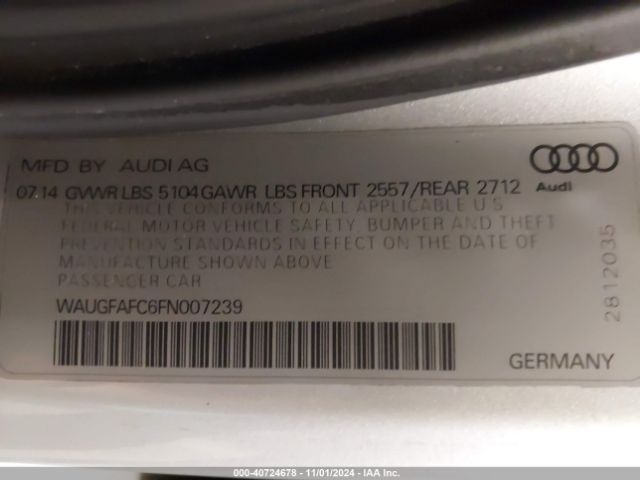 MFD BY AUDI AG
07.14 GVWR LBS 5104 GAWR LBS FRONT 2557/REAR 2712
Audi
THIS VEHICLE CONFORMS TO ALL APPLICABLE U S
FEDERAL MOTOR VEHICLE SAFETY, BUMPER AND THEFT
PREVENTION STANDARDS IN EFFECT ON THE DATE OF
MANUFACTURE SHOWN ABOVE
PASSENGER CAR
WAUGFAFC6FN007239
2812035
GERMANY
000-40724678 - 11/01/2024 - IAA Inc.